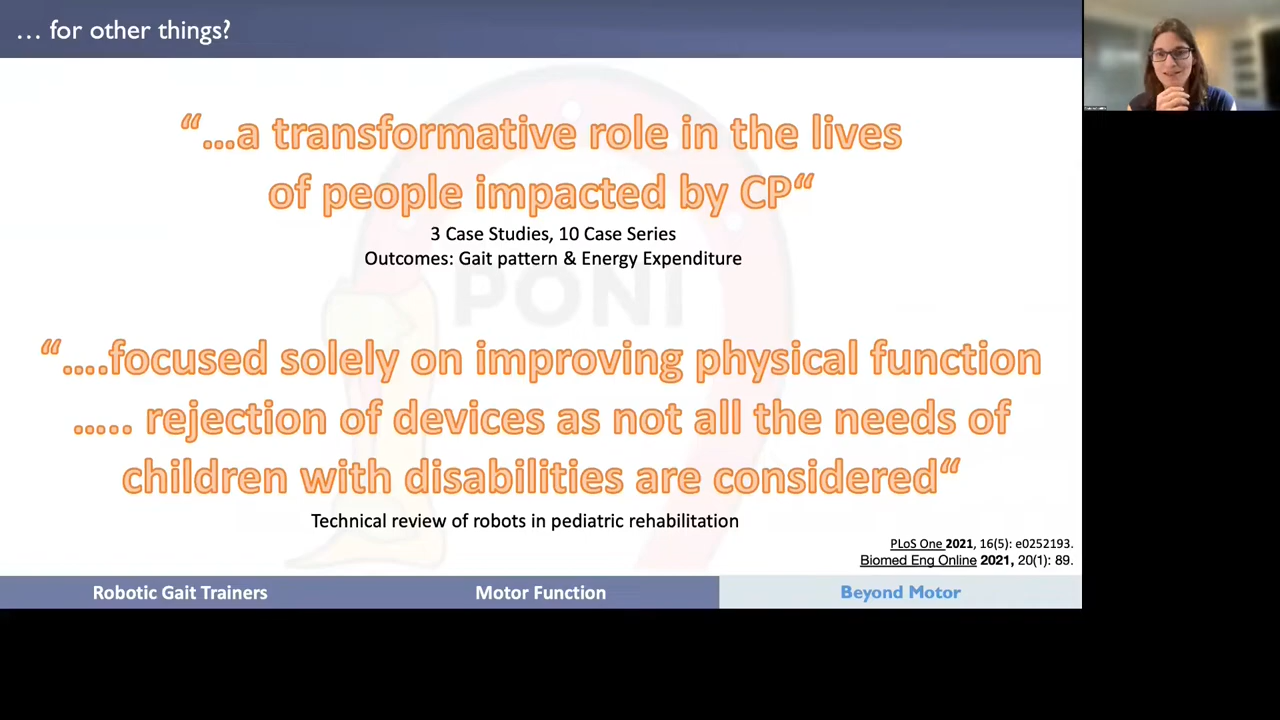 … for other things?
“…a transformative role in the lives
of people impacted by CP“
3 Case Studies, 10 Case Series
Outcomes: Gait pattern & Energy Expenditure
PONI
“….focused solely on improving physical function
….. rejection of devices as not all the needs of
children with disabilities are considered“
Technical review of robots in pediatric rehabilitation
PLoS One 2021, 16(5): e0252193.
Biomed Eng Online 2021, 20(1): 89.
Robotic Gait Trainers
Motor Function
Beyond Motor